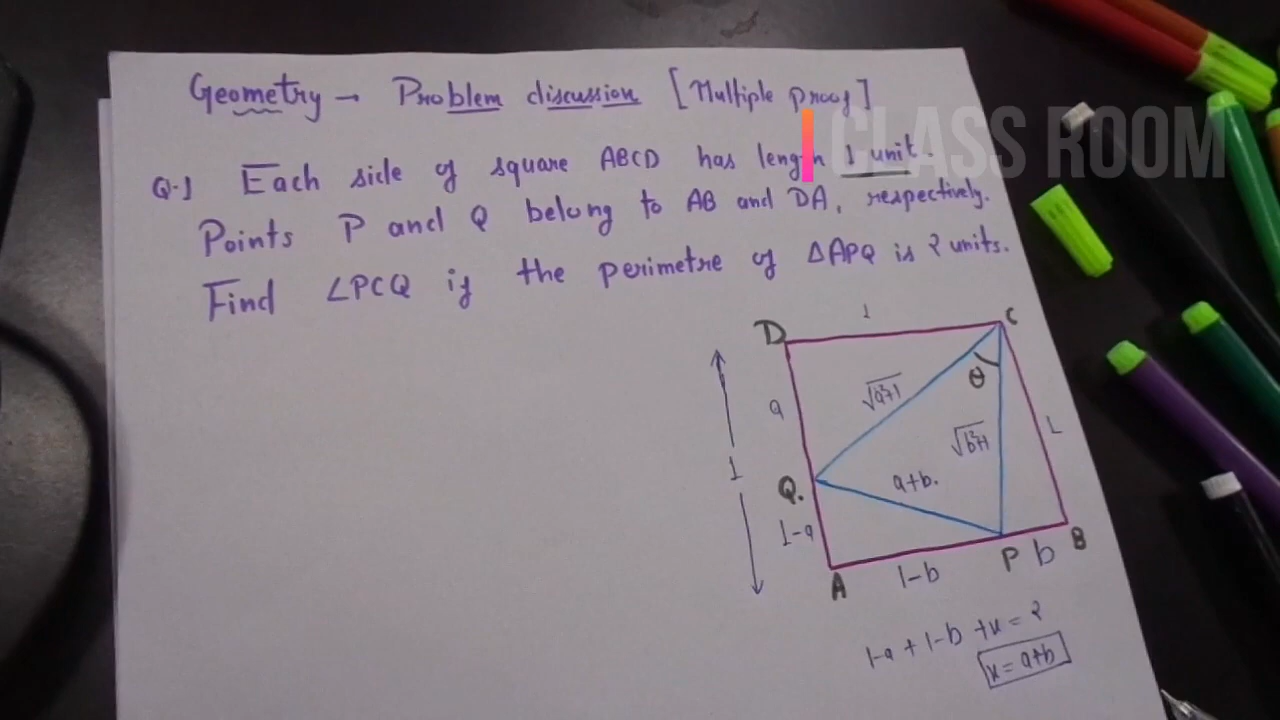 Geometry → Problem discussion [Multiple proof]
CLASS ROOM
Q.1 Each side of square ABCD has length 1 unit.
Points P and Q belong to AB and DA, respectively.
Find ∠PCQ if the perimetre of ΔAPQ is 2 units.
D 1 C
θ
a √a²+1 √b²+1 1
1 Q. a+b.
1-a
A 1-b P b B
1-a + 1-b + x = 2
x = a+b